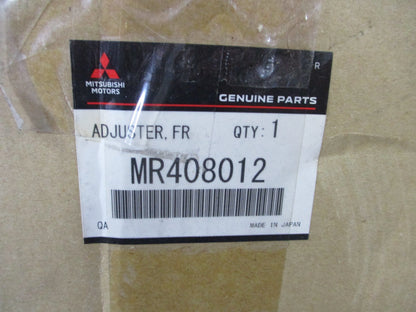 R
MITSUBISHI
MOTORS
GENUINE PARTS
ADJUSTER, FR QTY: 1
MR408012
QA MADE IN JAPAN